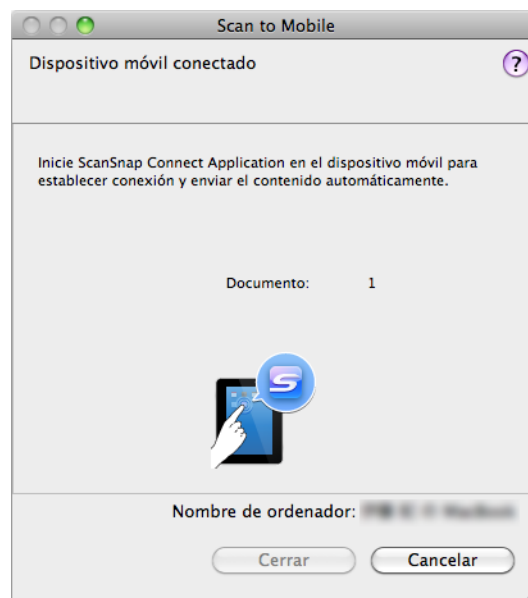 Scan to Mobile
Dispositivo móvil conectado
?
Inicie ScanSnap Connect Application en el dispositivo móvil para
establecer conexión y enviar el contenido automáticamente.
Documento: 1
S
Nombre de ordenador:
Cerrar Cancelar